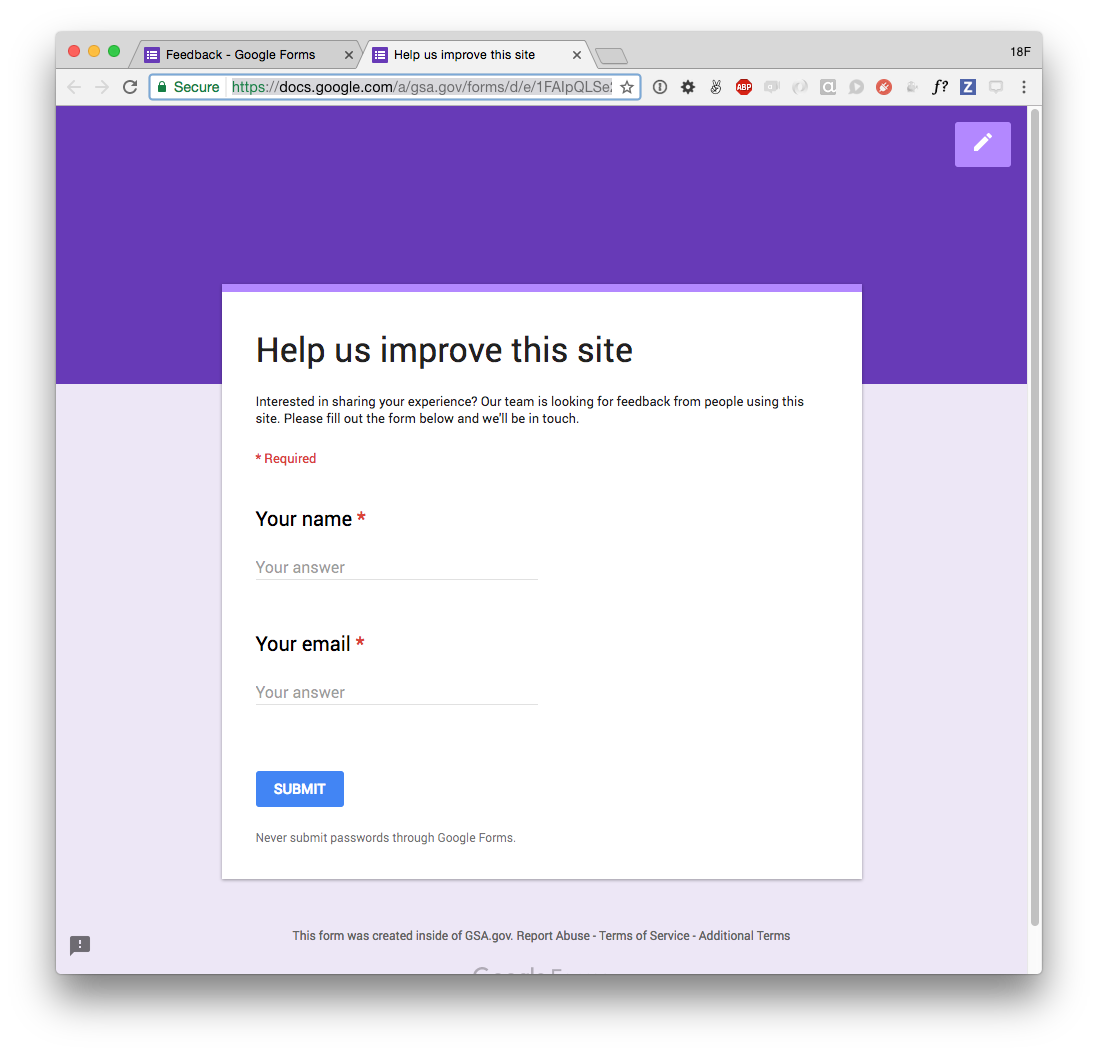 Feedback - Google Forms
Help us improve this site
18F
Secure https://docs.google.com/a/gsa.gov/forms/d/e/1FAIpQLSe
ABP
f?
Z
Help us improve this site
Interested in sharing your experience? Our team is looking for feedback from people using this
site. Please fill out the form below and we'll be in touch.
* Required
Your name *
Your answer
Your email *
Your answer
SUBMIT
Never submit passwords through Google Forms.
This form was created inside of GSA.gov. Report Abuse - Terms of Service - Additional Terms